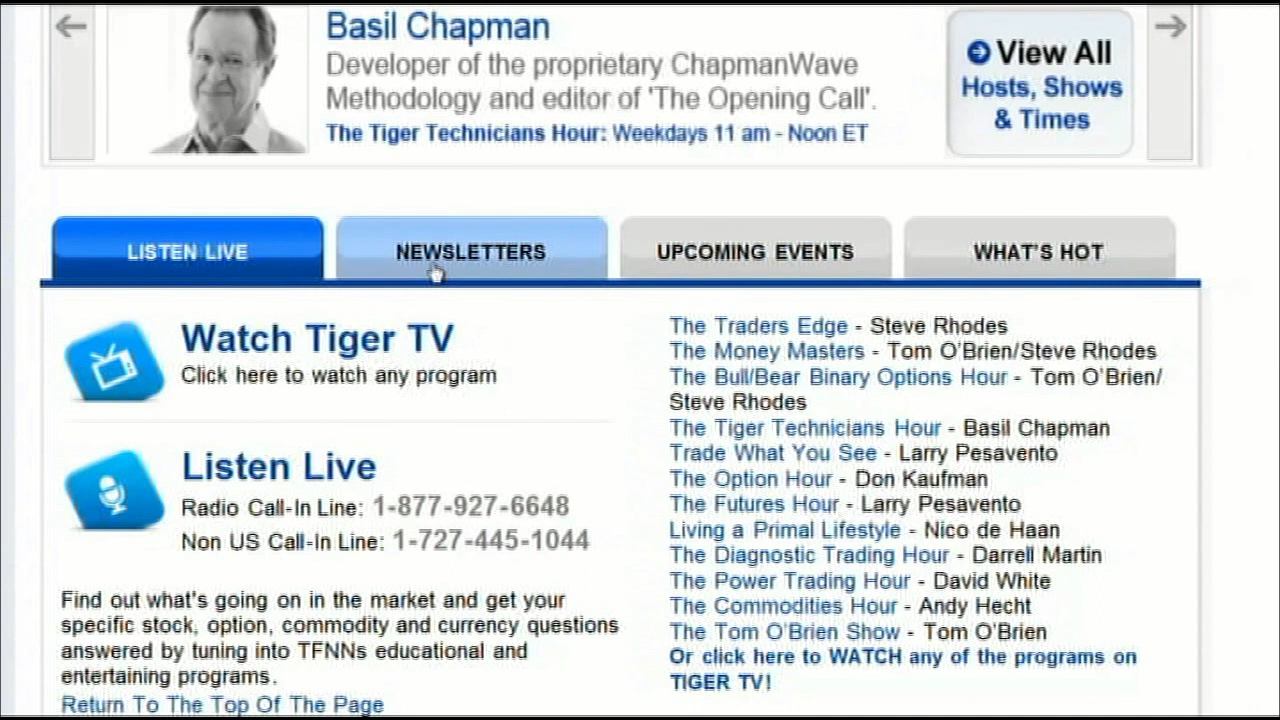 Basil Chapman
Developer of the proprietary ChapmanWave
Methodology and editor of 'The Opening Call'.
The Tiger Technicians Hour: Weekdays 11 am - Noon ET
View All
Hosts, Shows
& Times
LISTEN LIVE
NEWSLETTERS
UPCOMING EVENTS
WHAT'S HOT
Watch Tiger TV
Click here to watch any program
Listen Live
Radio Call-In Line: 1-877-927-6648
Non US Call-In Line: 1-727-445-1044
Find out what's going on in the market and get your
specific stock, option, commodity and currency questions
answered by tuning into TFNNs educational and
entertaining programs.
Return To The Top Of The Page
The Traders Edge - Steve Rhodes
The Money Masters - Tom O'Brien/Steve Rhodes
The Bull/Bear Binary Options Hour - Tom O'Brien/
Steve Rhodes
The Tiger Technicians Hour - Basil Chapman
Trade What You See - Larry Pesavento
The Option Hour - Don Kaufman
The Futures Hour - Larry Pesavento
Living a Primal Lifestyle - Nico de Haan
The Diagnostic Trading Hour - Darrell Martin
The Power Trading Hour - David White
The Commodities Hour - Andy Hecht
The Tom O'Brien Show - Tom O'Brien
Or click here to WATCH any of the programs on
TIGER TV!